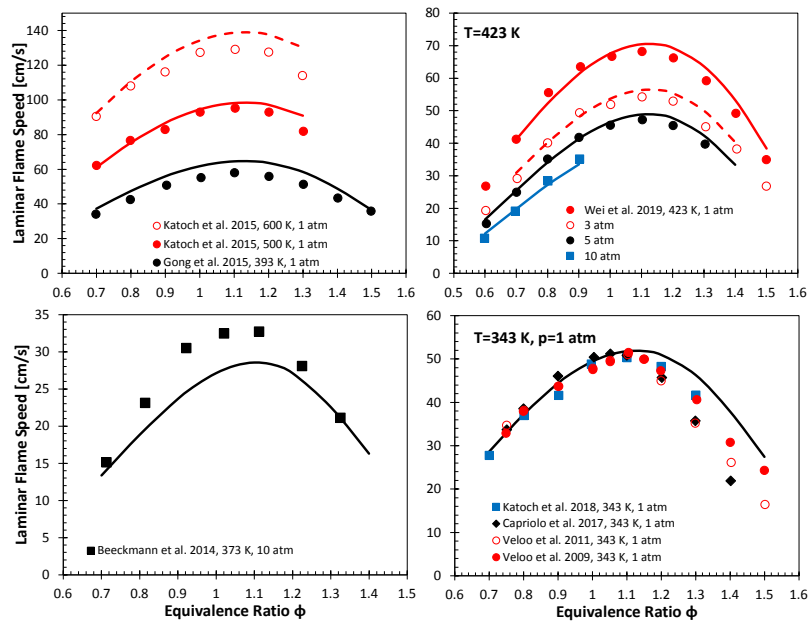 Laminar Flame Speed [cm/s]
140
120
100
80
60
40
20
0
0.6 0.7 0.8 0.9 1.0 1.1 1.2 1.3 1.4 1.5 1.6
Katoch et al. 2015, 600 K, 1 atm
Katoch et al. 2015, 500 K, 1 atm
Gong et al. 2015, 393 K, 1 atm
T=423 K
80
70
60
50
40
30
20
10
0
0.5 0.6 0.7 0.8 0.9 1 1.1 1.2 1.3 1.4 1.5 1.6
Wei et al. 2019, 423 K, 1 atm
3 atm
5 atm
10 atm
Laminar Flame Speed [cm/s]
35
30
25
20
15
10
5
0
0.6 0.7 0.8 0.9 1.0 1.1 1.2 1.3 1.4 1.5
Beeckmann et al. 2014, 373 K, 10 atm
Equivalence Ratio ϕ
T=343 K, p=1 atm
60
50
40
30
20
10
0
0.6 0.7 0.8 0.9 1 1.1 1.2 1.3 1.4 1.5 1.6
Katoch et al. 2018, 343 K, 1 atm
Capriolo et al. 2017, 343 K, 1 atm
Veloo et al. 2011, 343 K, 1 atm
Veloo et al. 2009, 343 K, 1 atm
Equivalence Ratio ϕ